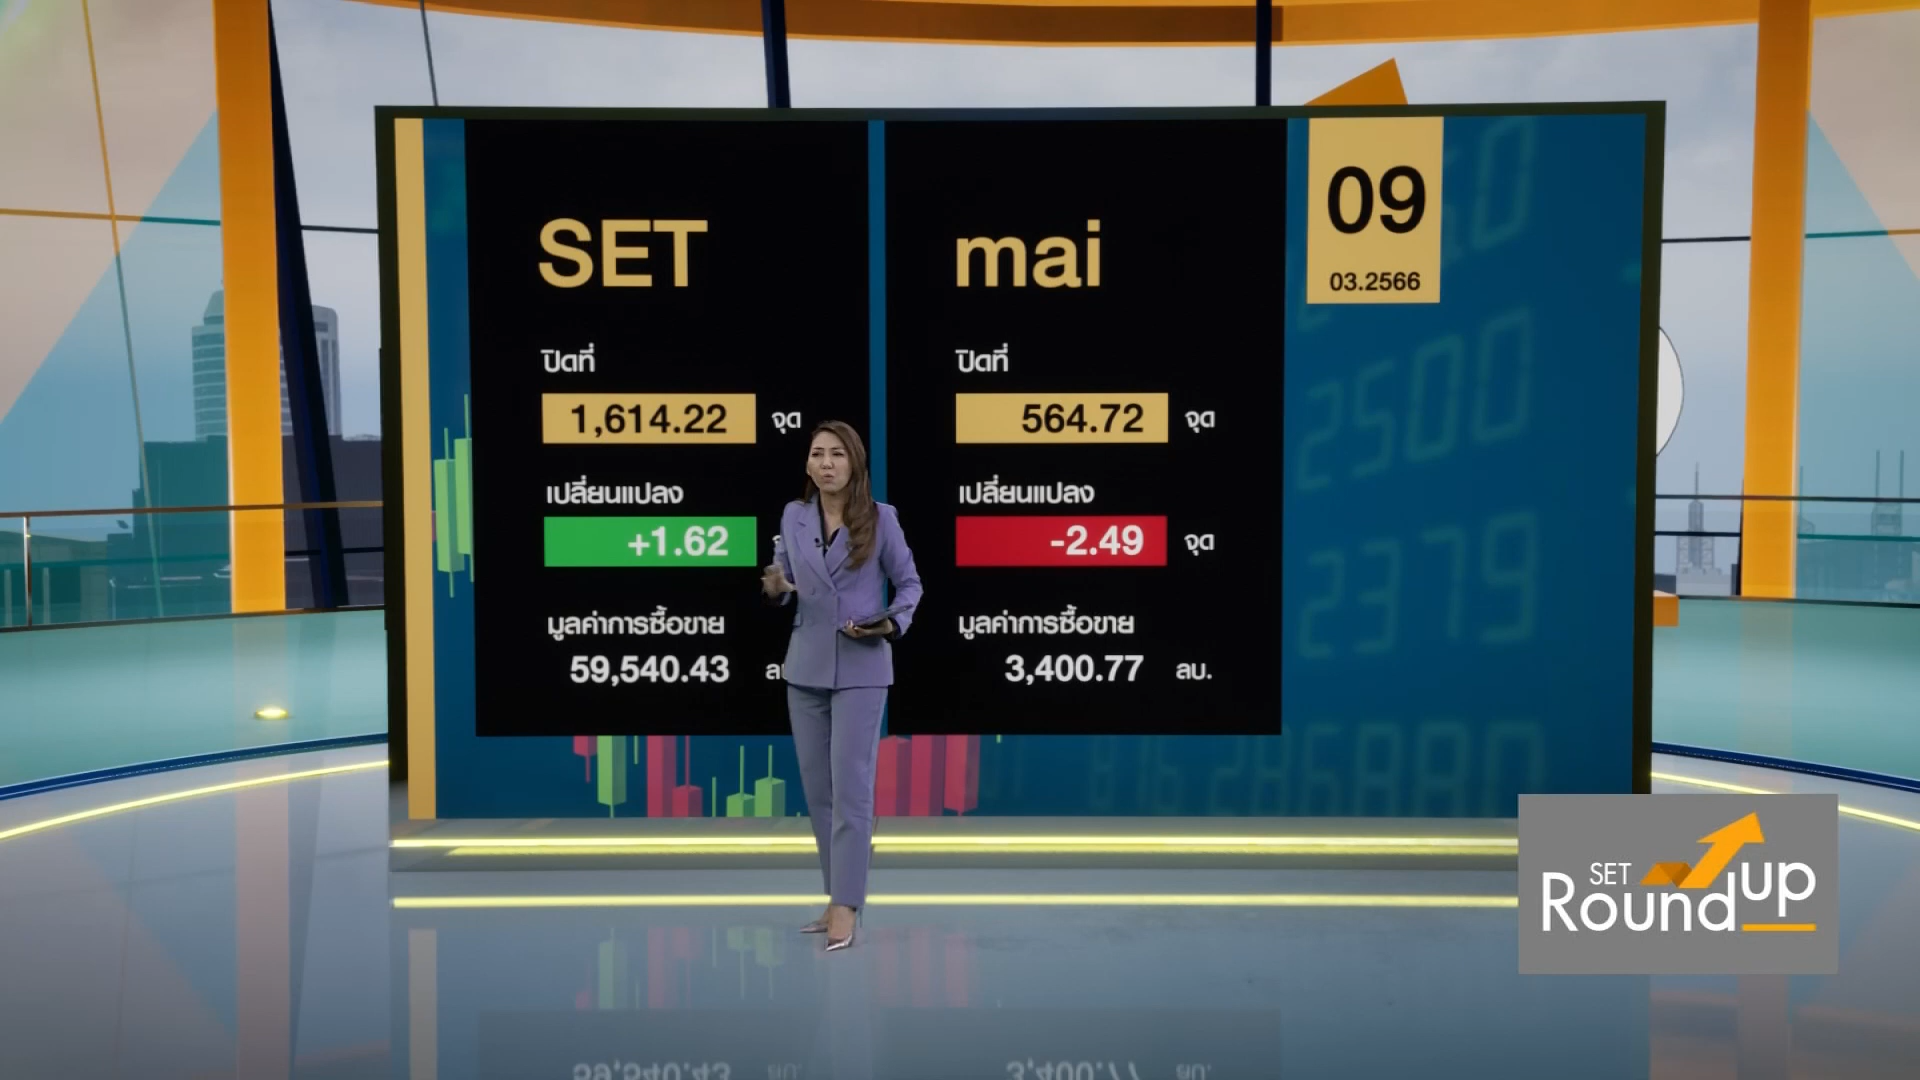 SET
ปิดที่
1,614.22 จุด
เปลี่ยนแปลง
+1.62
มูลค่าการซื้อขาย
59,540.43
mai
ปิดที่
564.72 จุด
เปลี่ยนแปลง
-2.49 จุด
มูลค่าการซื้อขาย
3,400.77 ลบ.
09
03.2566
2500
2379
SET
Roundup